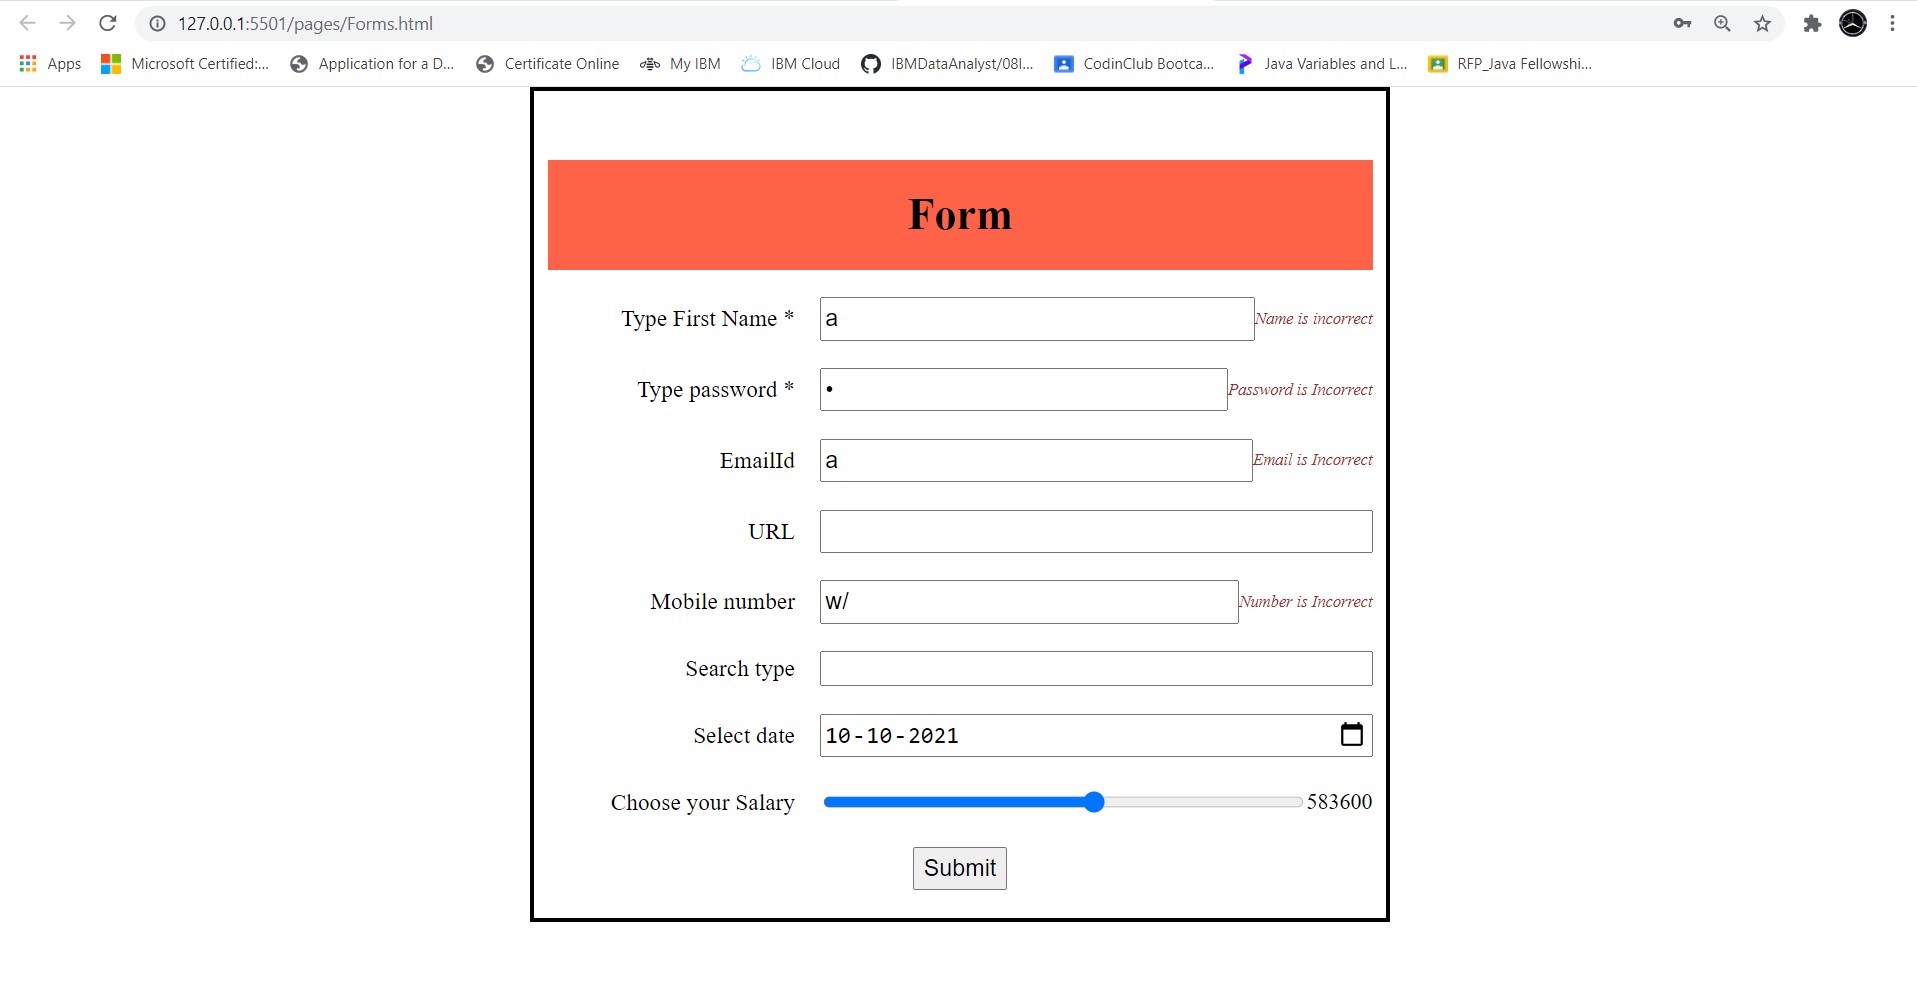 127.0.0.1:5501/pages/Forms.html
Apps Microsoft Certified:... Application for a D... Certificate Online My IBM IBM Cloud IBMDataAnalyst/08l... CodinClub Bootca... Java Variables and L... RFP_Java Fellowshi...
Form
Type First Name * a Name is incorrect
Type password * • Password is Incorrect
EmailId a Email is Incorrect
URL
Mobile number w/ Number is Incorrect
Search type
Select date 10-10-2021
Choose your Salary 583600
Submit